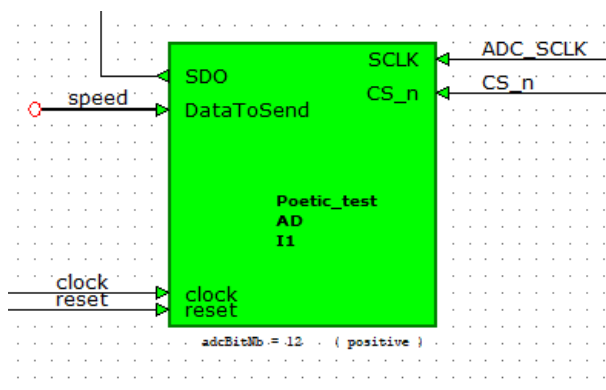 SCLK
ADC_SCLK
SDO
CS_n
CS_n
speed
DataToSend
Poetic_test
AD
I1
clock
clock
reset
reset
adcBitNb = 12 ( positive )